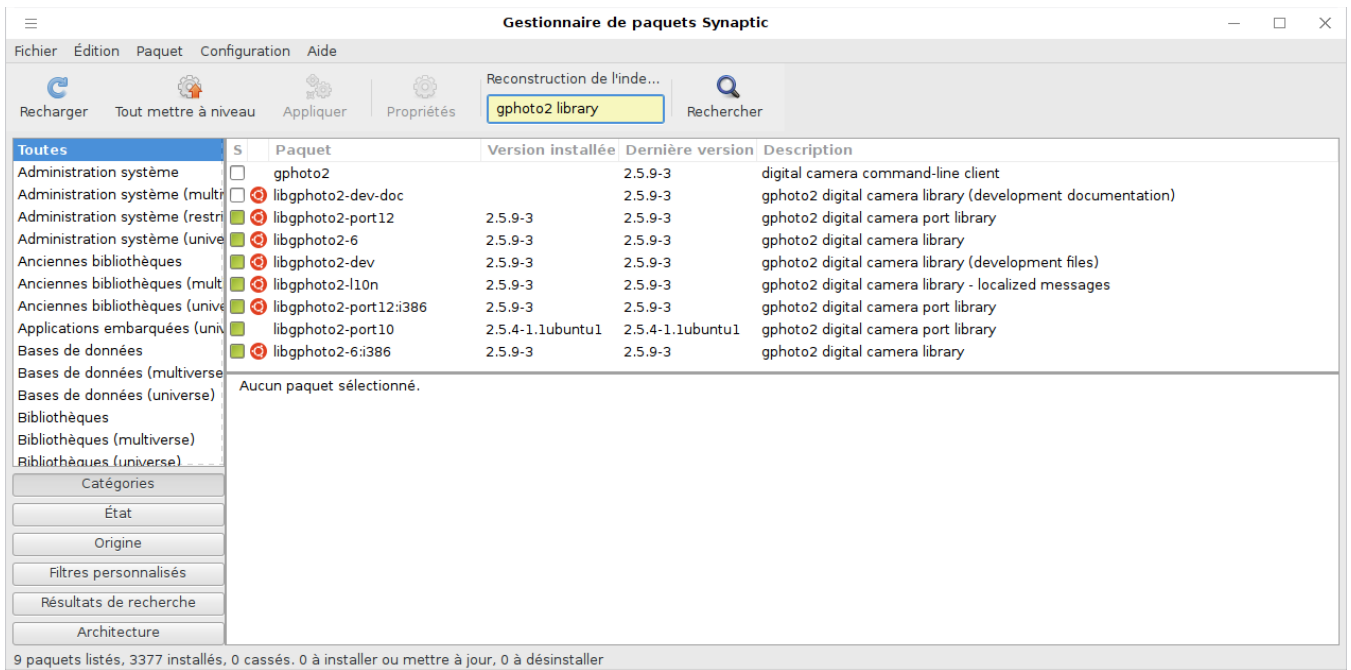 Gestionnaire de paquets Synaptic
Fichier Édition Paquet Configuration Aide
Reconstruction de l'inde...
gphoto2 library
Recharger Tout mettre à niveau Appliquer Propriétés Rechercher
Toutes
Administration système
Administration système (multi
Administration système (restri
Administration système (unive
Anciennes bibliothèques
Anciennes bibliothèques (mult
Anciennes bibliothèques (unive
Applications embarquées (univ
Bases de données
Bases de données (multiverse
Bases de données (universe)
Bibliothèques
Bibliothèques (multiverse)
Bibliothèques (universe)
Catégories
État
Origine
Filtres personnalisés
Résultats de recherche
Architecture
S Paquet Version installée Dernière version Description
gphoto2 2.5.9-3 digital camera command-line client
libgphoto2-dev-doc 2.5.9-3 gphoto2 digital camera library (development documentation)
libgphoto2-port12 2.5.9-3 2.5.9-3 gphoto2 digital camera port library
libgphoto2-6 2.5.9-3 2.5.9-3 gphoto2 digital camera library
libgphoto2-dev 2.5.9-3 2.5.9-3 gphoto2 digital camera library (development files)
libgphoto2-l10n 2.5.9-3 2.5.9-3 gphoto2 digital camera library - localized messages
libgphoto2-port12:i386 2.5.9-3 2.5.9-3 gphoto2 digital camera port library
libgphoto2-port10 2.5.4-1.1ubuntu1 2.5.4-1.1ubuntu1 gphoto2 digital camera port library
libgphoto2-6:i386 2.5.9-3 2.5.9-3 gphoto2 digital camera library
Aucun paquet sélectionné.
9 paquets listés, 3377 installés, 0 cassés. 0 à installer ou mettre à jour, 0 à désinstaller